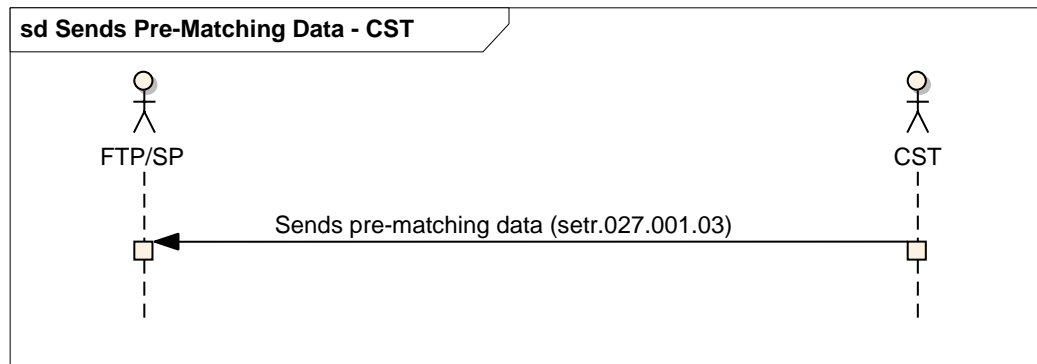 sd Sends Pre-Matching Data - CST
FTP/SP
CST
Sends pre-matching data (setr.027.001.03)